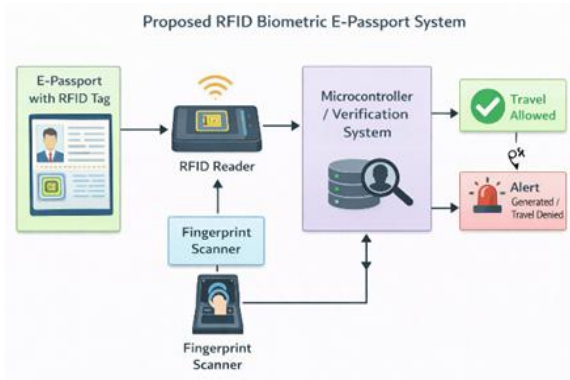 Proposed RFID Biometric E-Passport System
E-Passport
with RFID Tag
RFID Reader
Microcontroller
/ Verification
System
Travel
Allowed
OR
Alert
Generated /
Travel Denied
Fingerprint
Scanner
Fingerprint
Scanner